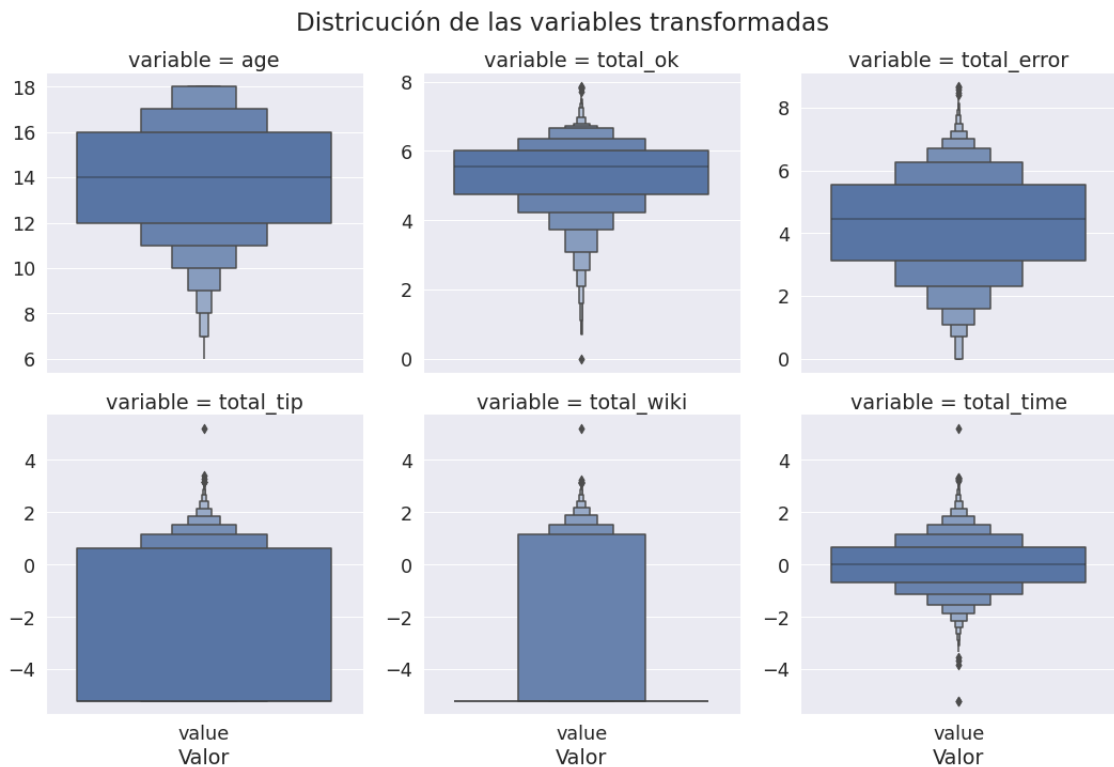 Districución de las variables transformadas
variable = age
variable = total_ok
variable = total_error
18
16
14
12
10
8
6
8
6
4
2
0
8
6
4
2
0
variable = total_tip
variable = total_wiki
variable = total_time
4
2
0
−2
−4
4
2
0
−2
−4
4
2
0
−2
−4
value
value
value
Valor
Valor
Valor